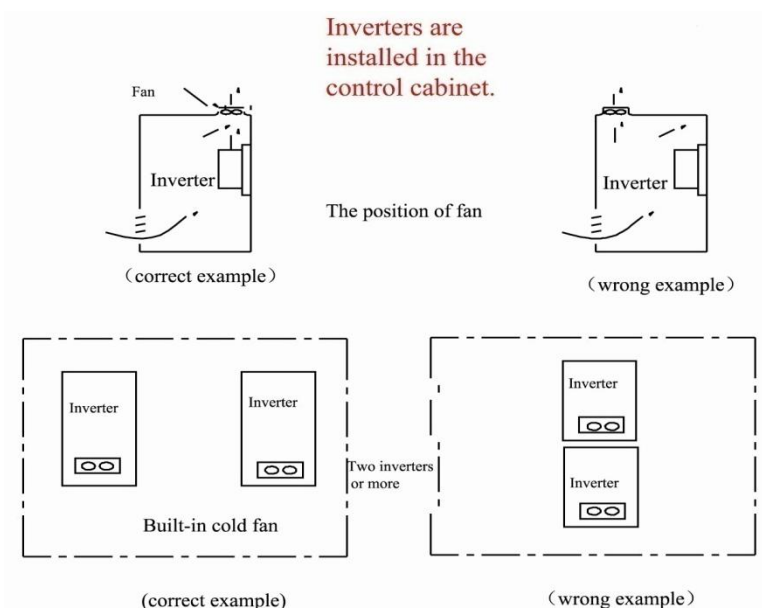 Inverters are
installed in the
control cabinet.
Fan
Inverter
Inverter
The position of fan
（correct example）
（wrong example）
Inverter
Inverter
Inverter
Two inverters
or more
Inverter
Built-in cold fan
(correct example)
（wrong example）